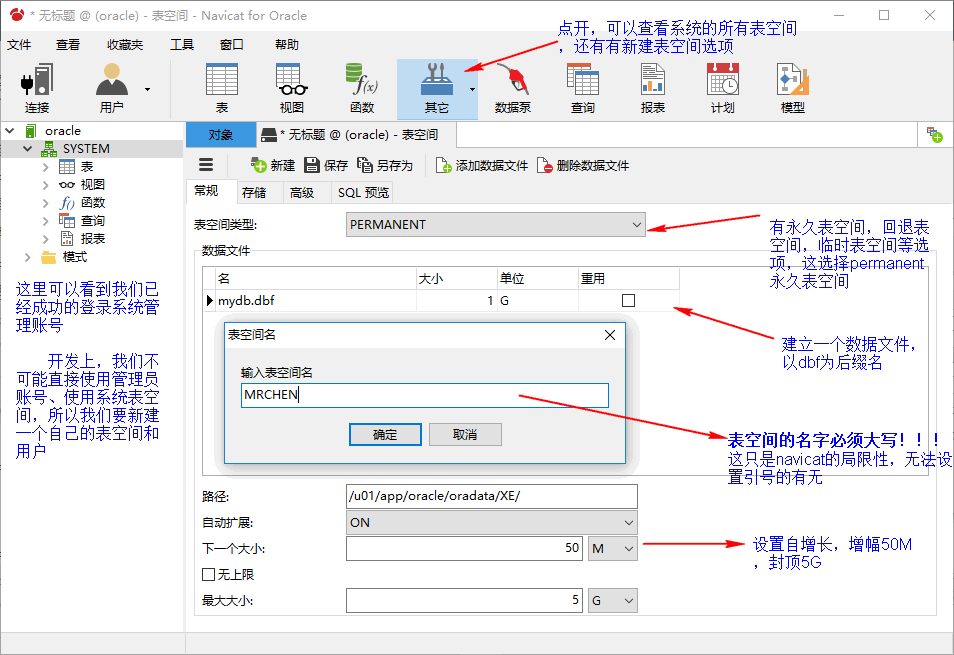 * 无标题 @ (oracle) - 表空间 - Navicat for Oracle
文件 查看 收藏夹 工具 窗口 帮助
点开，可以查看系统的所有表空间
，还有有新建表空间选项
连接 用户 表 视图 函数 其它 数据泵 查询 报表 计划 模型
oracle
SYSTEM
表
视图
函数
查询
报表
模式
这里可以看到我们已
经成功的登录系统管
理账号
开发上，我们不
可能直接使用管理员
账号、使用系统表空
间，所以我们要新建
一个自己的表空间和
用户
对象 * 无标题 @ (oracle) - 表空间
新建 保存 另存为 添加数据文件 删除数据文件
常规 存储 高级 SQL 预览
表空间类型: PERMANENT
有永久表空间，回退表
空间，临时表空间等选
项，这选择permanent
永久表空间
数据文件
名 大小 单位 重用
mydb.dbf 1 G
建立一个数据文件，
以dbf为后缀名
表空间名
输入表空间名
MRCHEN
确定 取消
表空间的名字必须大写！！！
这只是navicat的局限性，无法设
置引号的有无
路径: /u01/app/oracle/oradata/XE/
自动扩展: ON
下一个大小: 50 M
设置自增长，增幅50M
，封顶5G
无上限
最大大小: 5 G